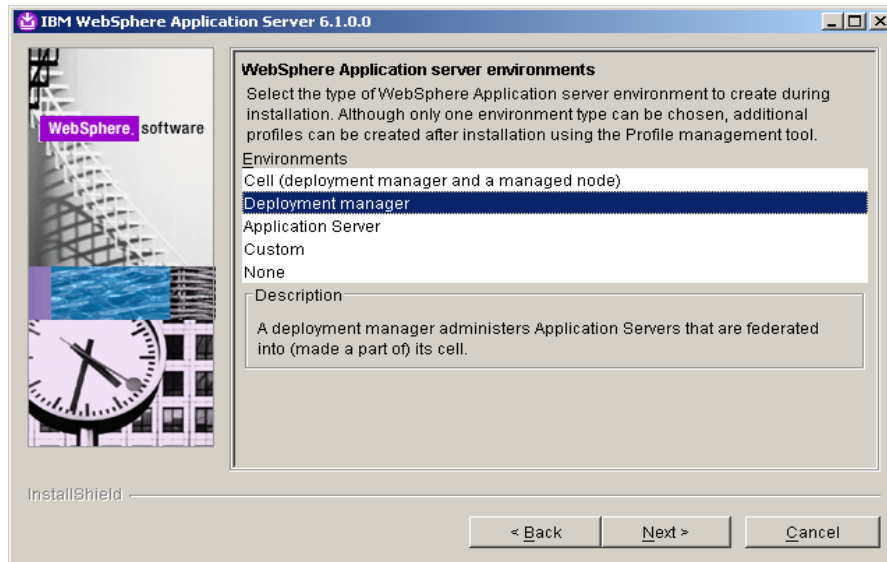 IBM WebSphere Application Server 6.1.0.0
WebSphere software
WebSphere Application server environments
Select the type of WebSphere Application server environment to create during
installation. Although only one environment type can be chosen, additional
profiles can be created after installation using the Profile management tool.
Environments
Cell (deployment manager and a managed node)
Deployment manager
Application Server
Custom
None
Description
A deployment manager administers Application Servers that are federated
into (made a part of) its cell.
InstallShield
< Back
Next >
Cancel